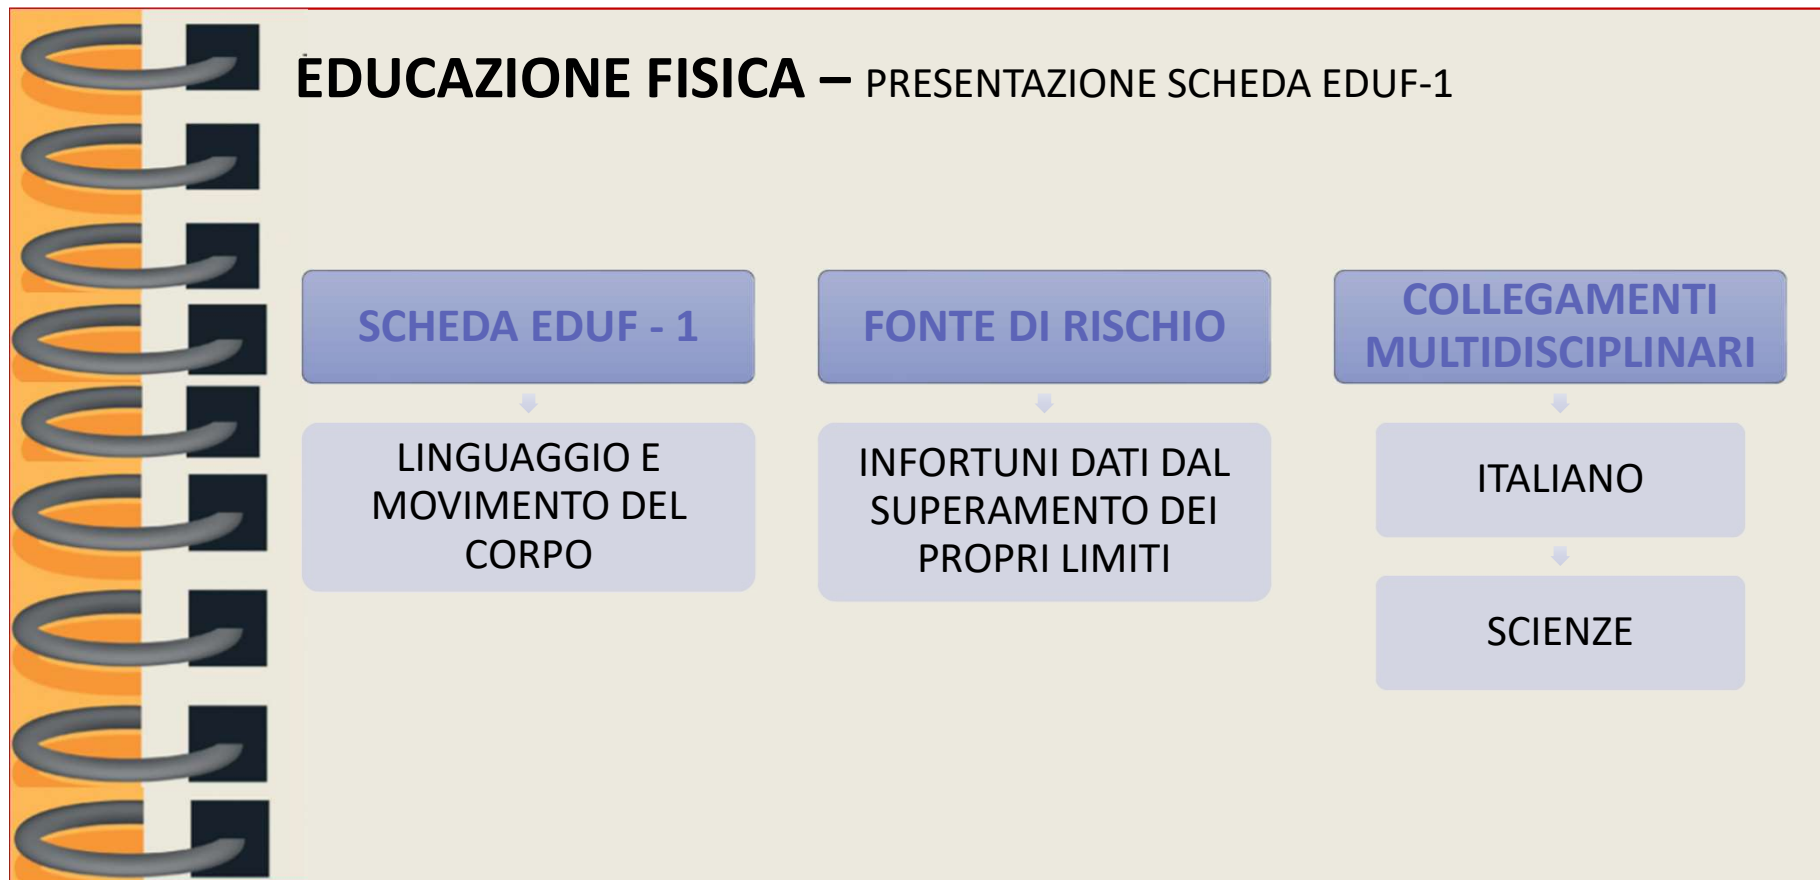 EDUCAZIONE FISICA – PRESENTAZIONE SCHEDA EDUF-1
SCHEDA EDUF - 1
LINGUAGGIO E
MOVIMENTO DEL
CORPO
FONTE DI RISCHIO
INFORTUNI DATI DAL
SUPERAMENTO DEI
PROPRI LIMITI
COLLEGAMENTI
MULTIDISCIPLINARI
ITALIANO
SCIENZE